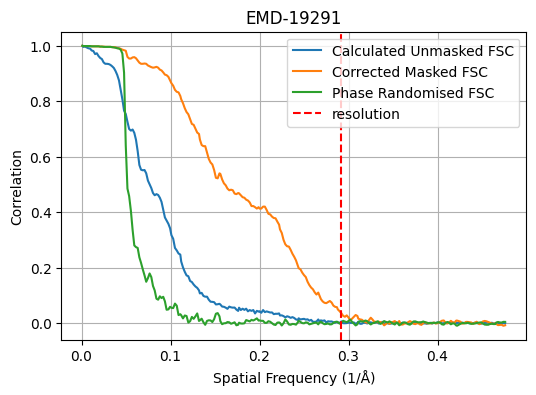 EMD-19291
Calculated Unmasked FSC
Corrected Masked FSC
Phase Randomised FSC
resolution
Correlation
1.0
0.8
0.6
0.4
0.2
0.0
0.0 0.1 0.2 0.3 0.4
Spatial Frequency (1/Å)